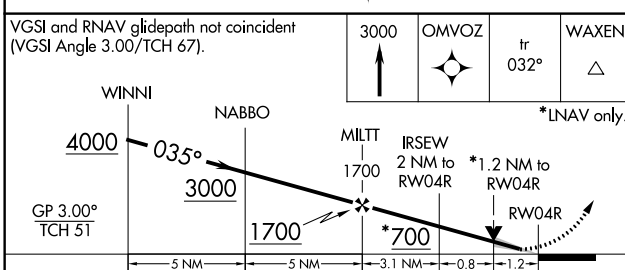 VGSI and RNAV glidepath not coincident
(VGSI Angle 3.00/TCH 67).
3000
OMVOZ
tr
032°
WAXEN
*LNAV only.
WINNI
NABBO
MILTT
1700
IRSEW
2 NM to
RW04R
*1.2 NM to
RW04R
RW04R
4000
035°
3000
1700
*700
GP 3.00°
TCH 51
5 NM
5 NM
3.1 NM
0.8
1.2